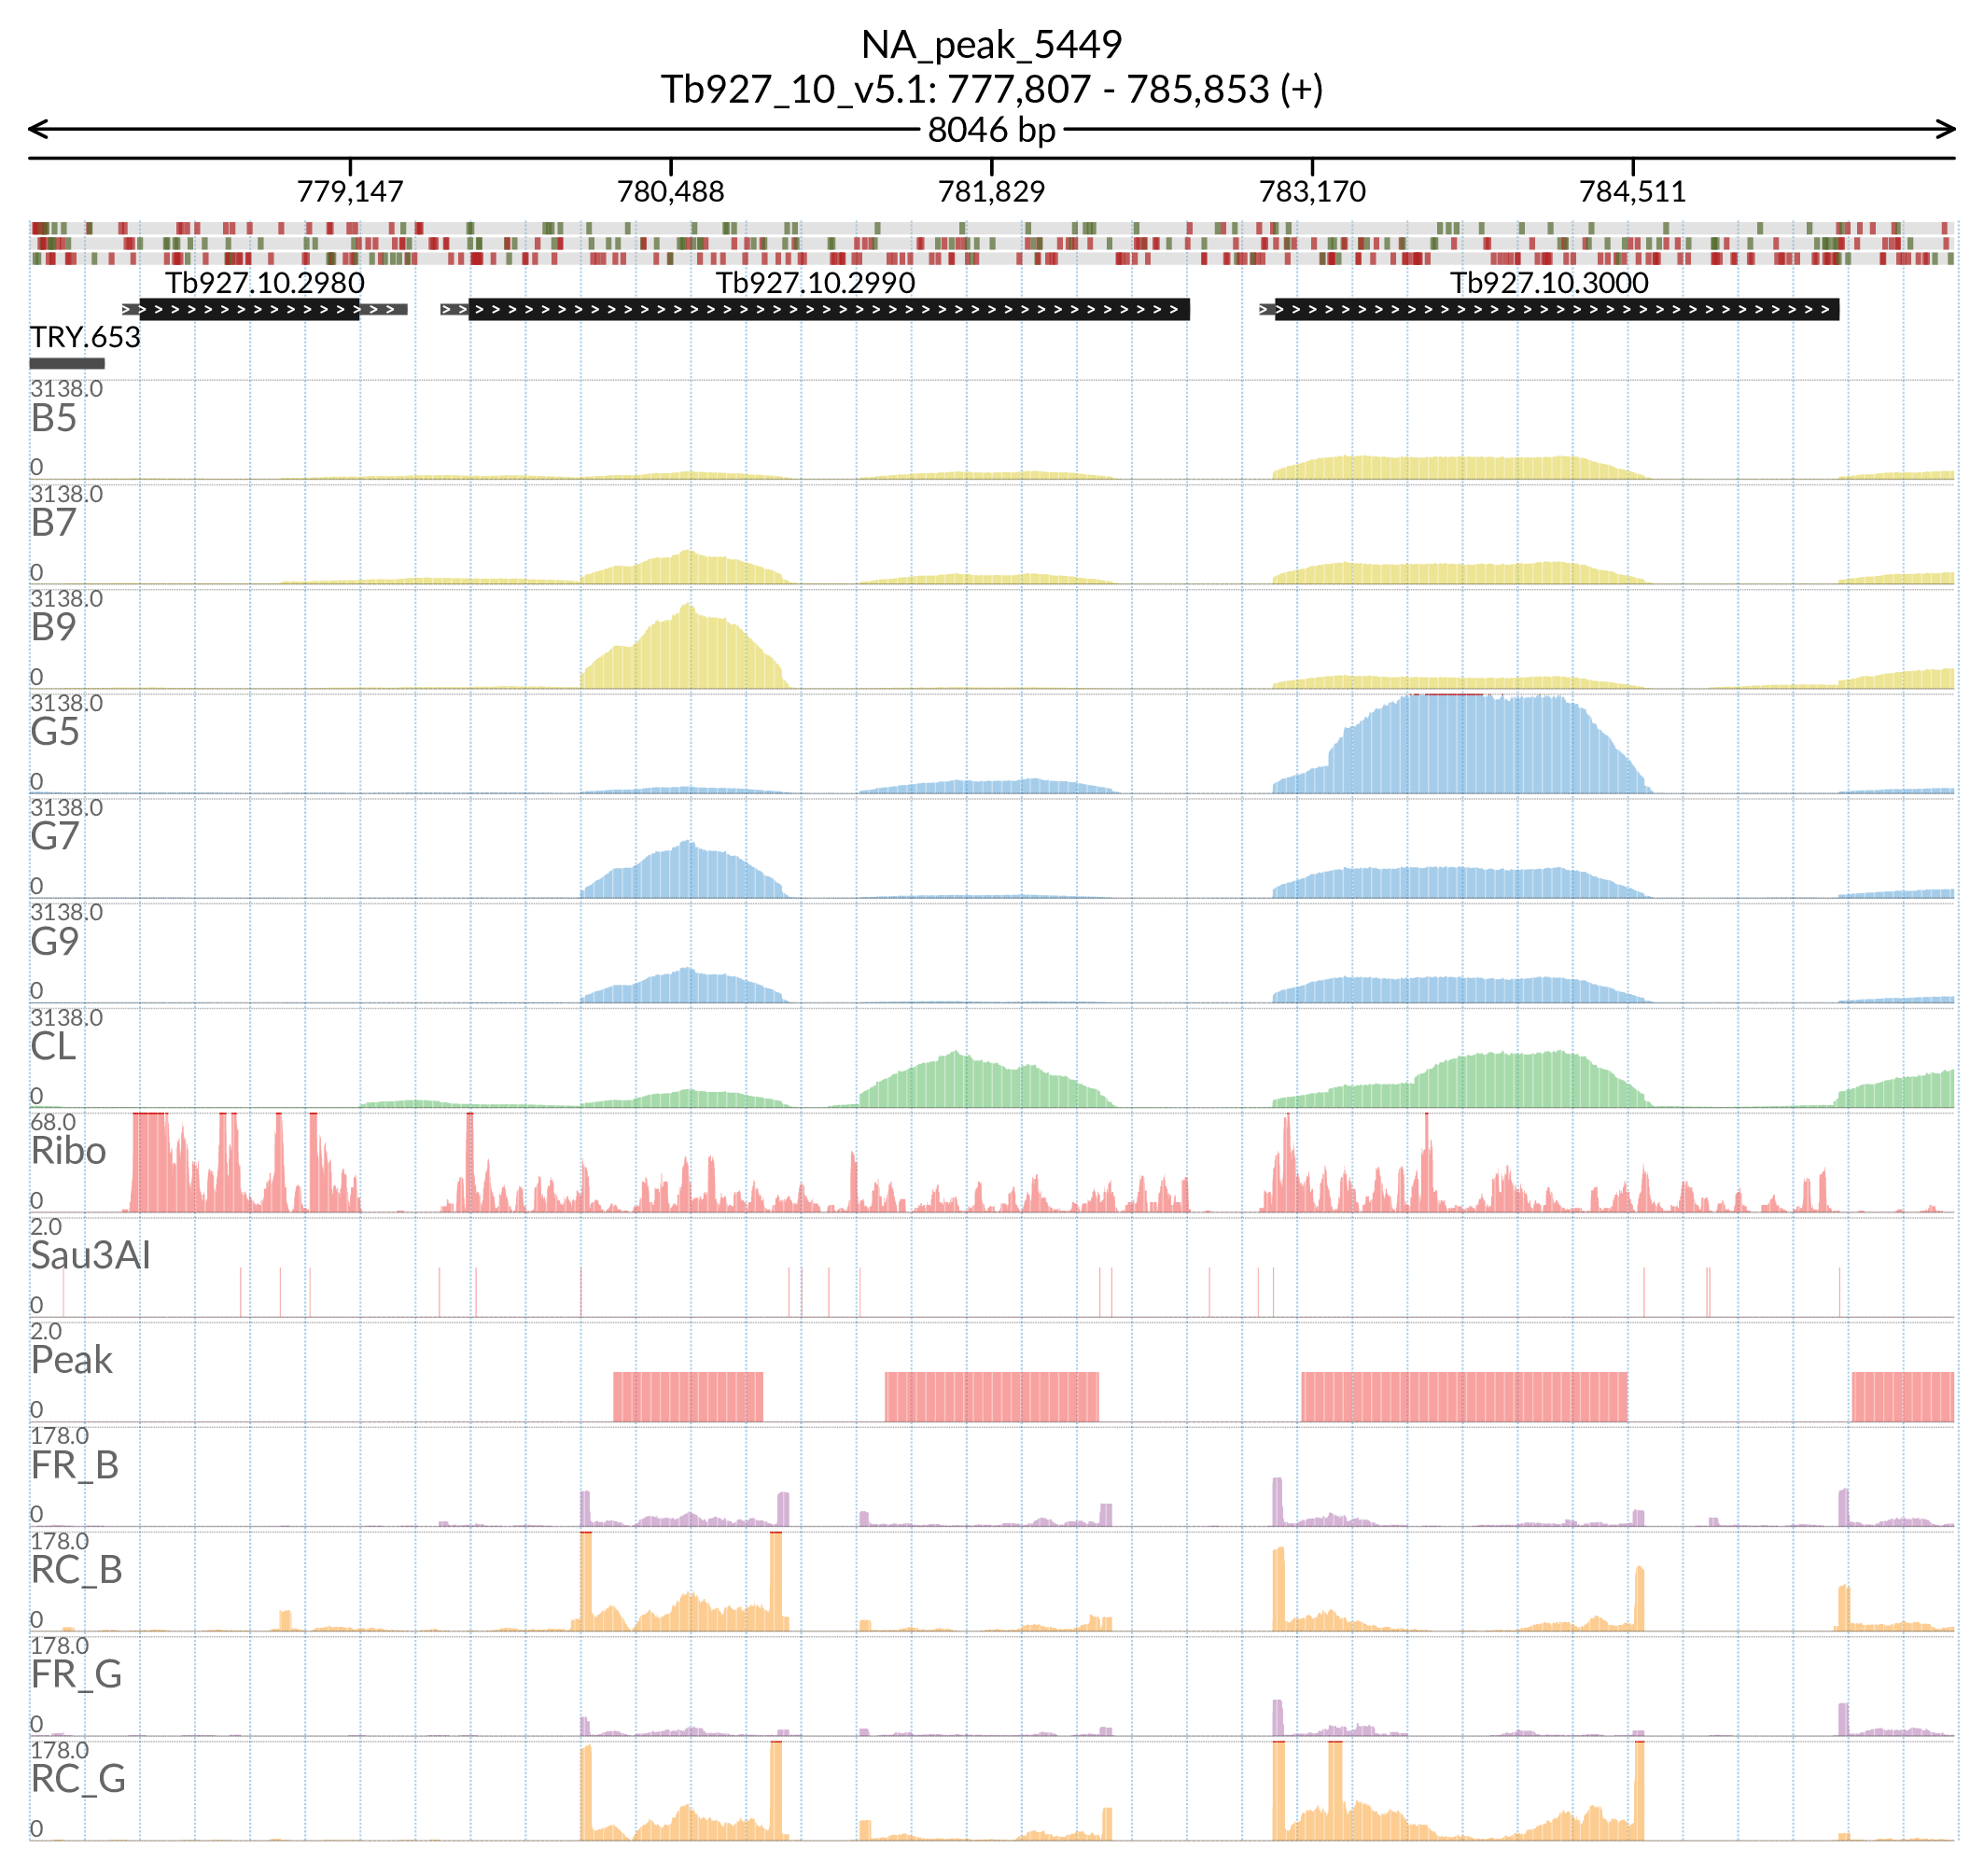 NA_peak_5449
Tb927_10_v5.1: 777,807 - 785,853 (+)
8046 bp
779,147 780,488 781,829 783,170 784,511
Tb927.10.2980 Tb927.10.2990 Tb927.10.3000
TRY.653
3138.0
B5
0
3138.0
B7
0
3138.0
B9
0
3138.0
G5
0
3138.0
G7
0
3138.0
G9
0
3138.0
CL
0
68.0
Ribo
0
2.0
Sau3AI
0
2.0
Peak
0
178.0
FR_B
0
178.0
RC_B
0
178.0
FR_G
0
178.0
RC_G
0